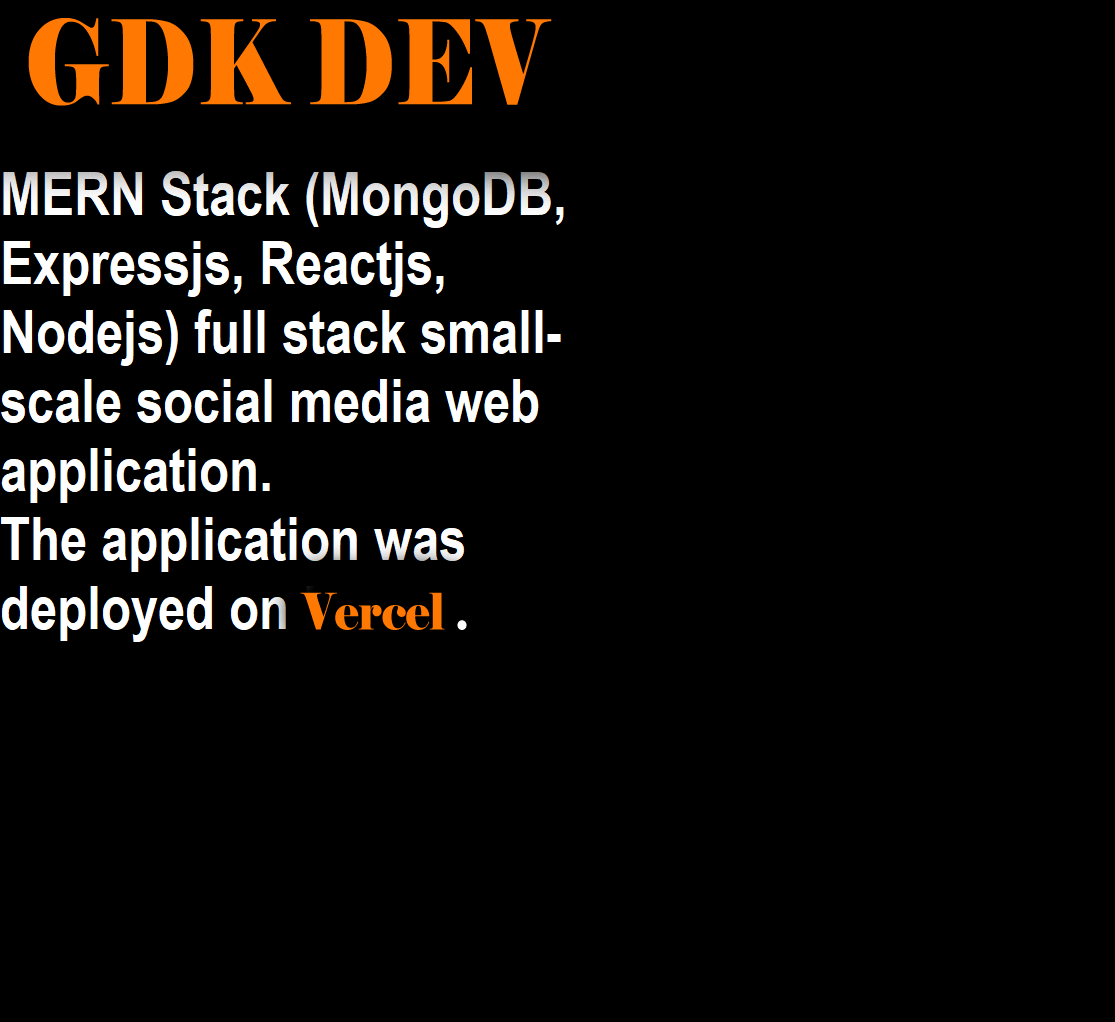 GDK DEV
MERN Stack (MongoDB,
Expressjs, Reactjs,
Nodejs) full stack small-
scale social media web
application.
The application was
deployed on Vercel .